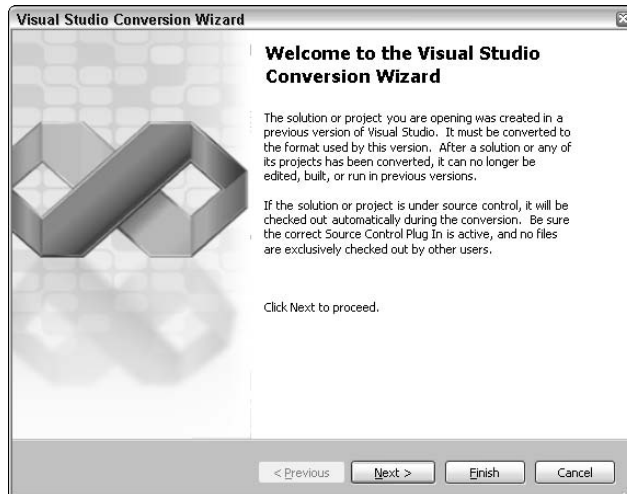 Visual Studio Conversion Wizard
Welcome to the Visual Studio
Conversion Wizard
The solution or project you are opening was created in a
previous version of Visual Studio. It must be converted to
the format used by this version. After a solution or any of
its projects has been converted, it can no longer be
edited, built, or run in previous versions.
If the solution or project is under source control, it will be
checked out automatically during the conversion. Be sure
the correct Source Control Plug In is active, and no files
are exclusively checked out by other users.
Click Next to proceed.
< Previous
Next >
Finish
Cancel